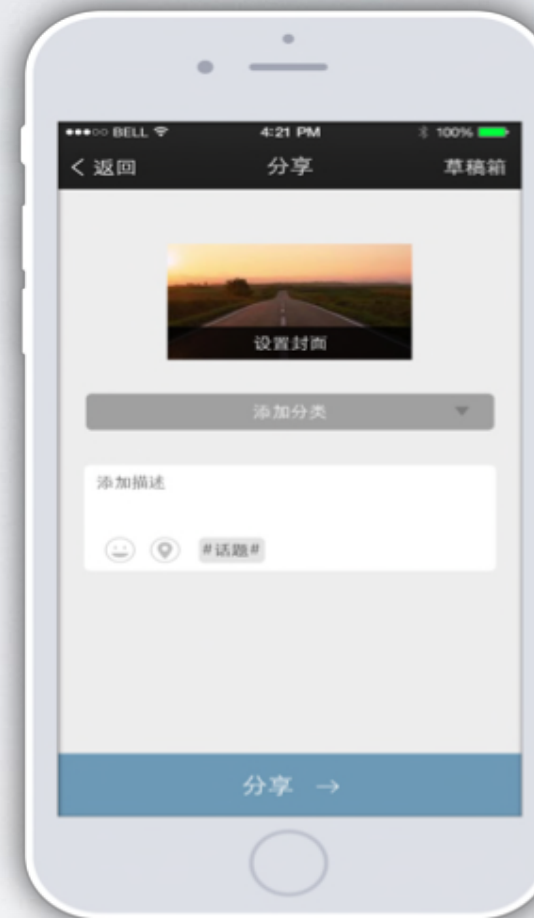 BELL 4:21 PM 100%
返回 分享 草稿箱
设置封面
添加分类
添加描述
#话题#
分享 →